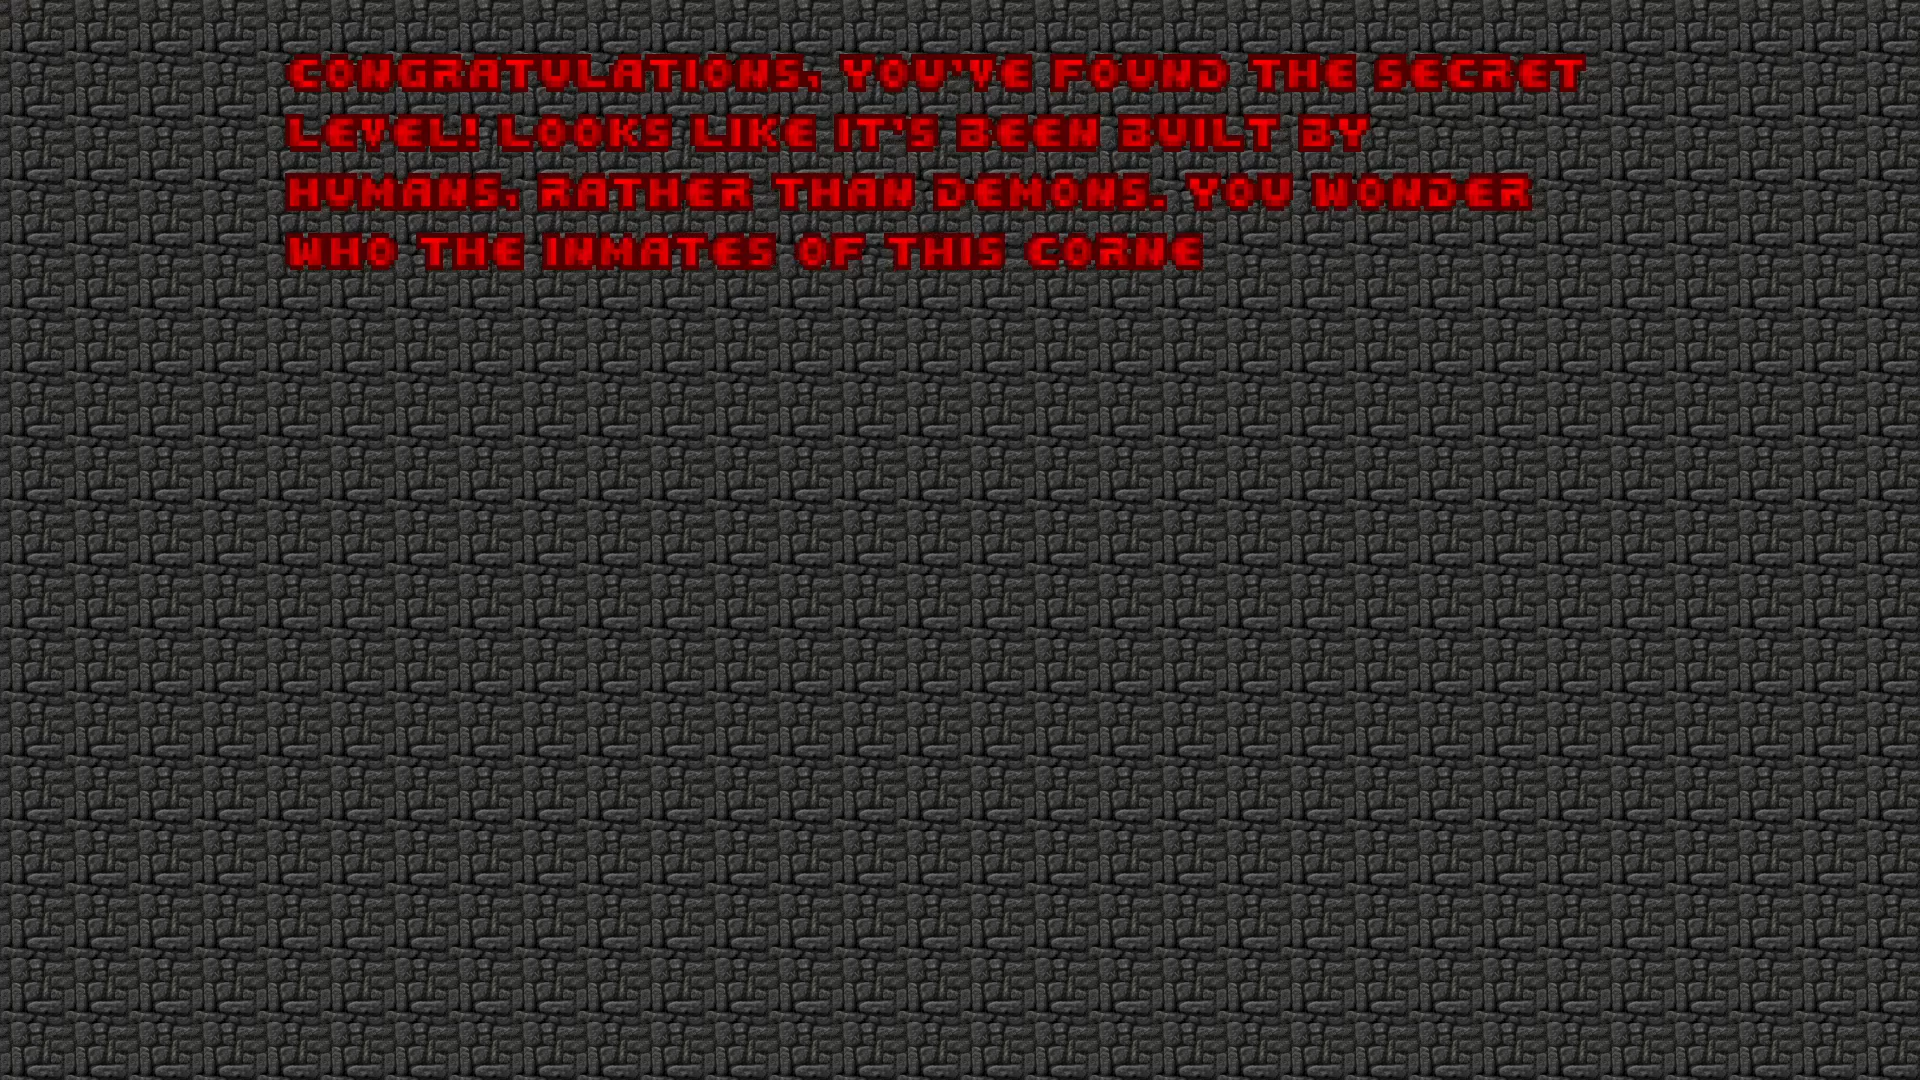 CONGRATULATIONS, YOU'VE FOUND THE SECRET
LEVEL! LOOKS LIKE IT'S BEEN BUILT BY
HUMANS, RATHER THAN DEMONS. YOU WONDER
WHO THE INMATES OF THIS CORNE